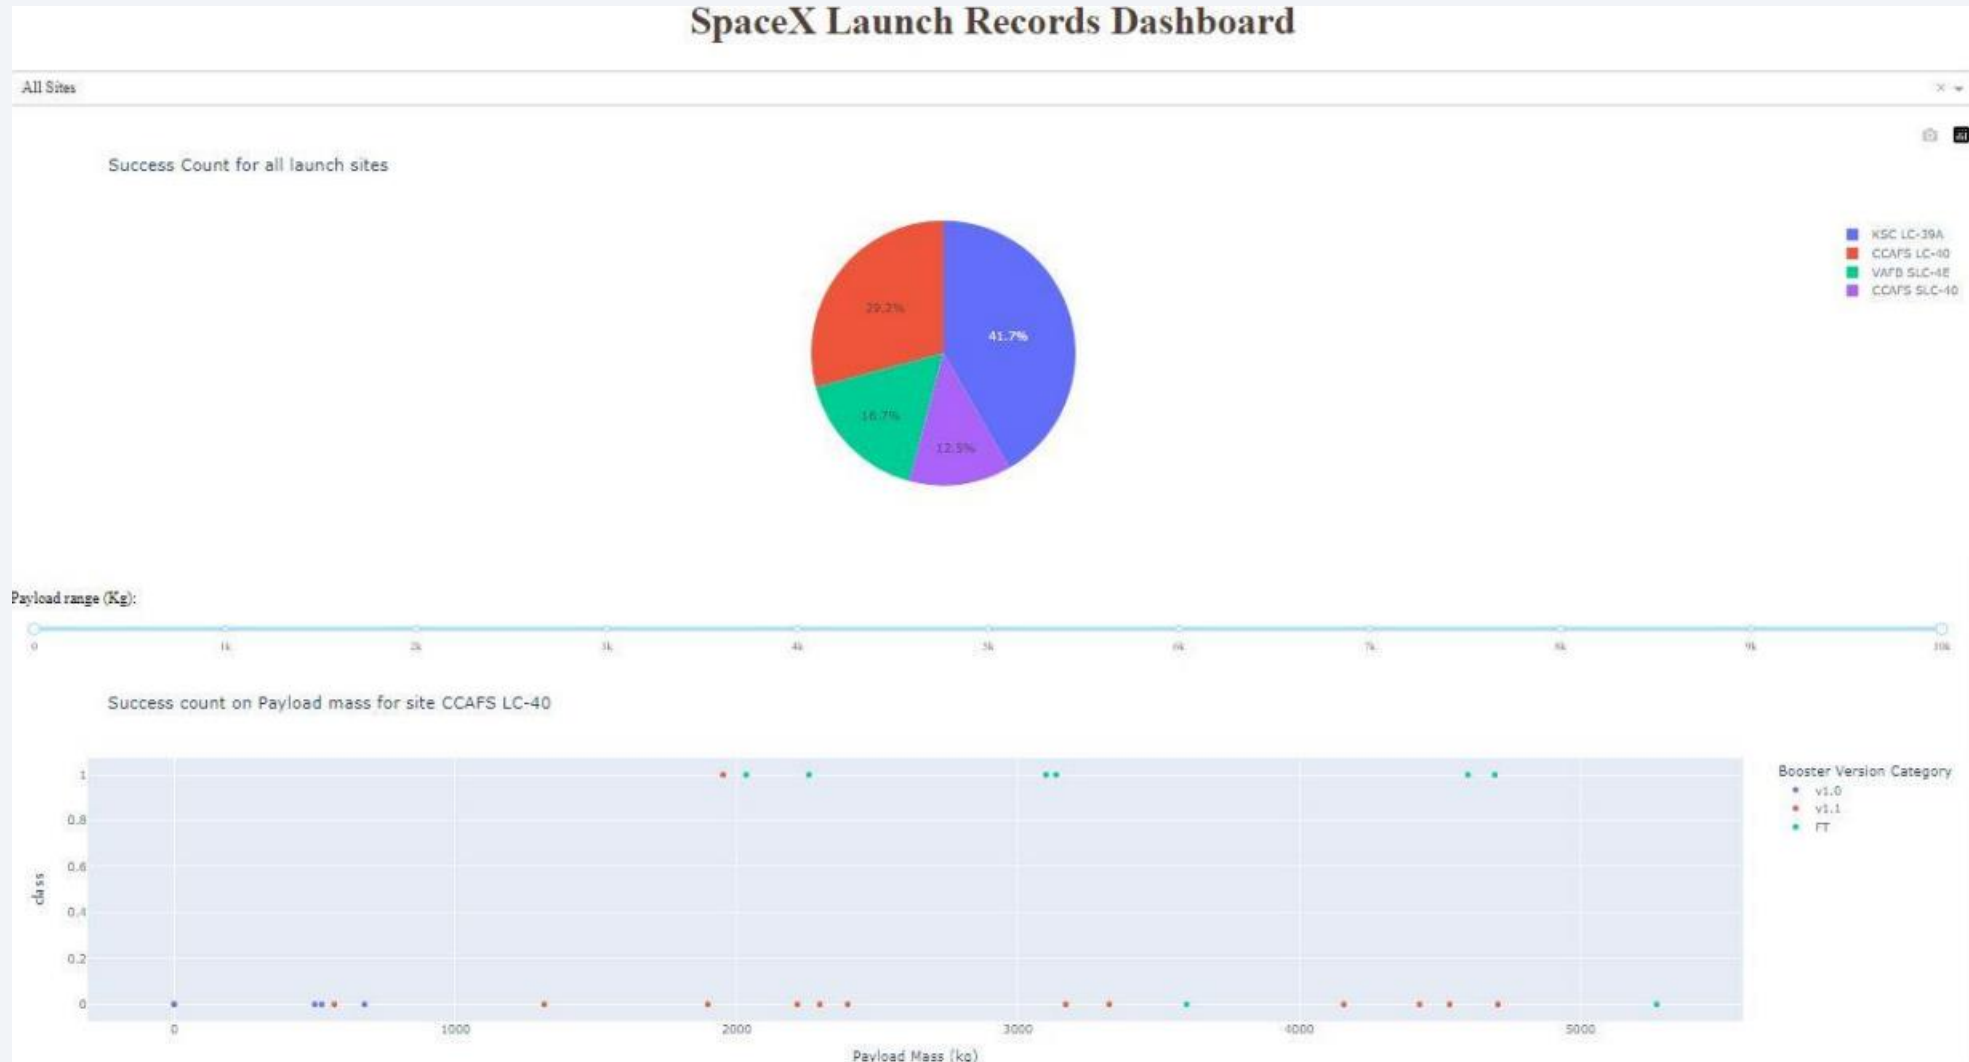 SpaceX Launch Records Dashboard
All Sites
Success Count for all launch sites
KSC LC-39A
CCAFS LC-40
VAFB SLC-4E
CCAFS SLC-40
29.2%
41.7%
16.7%
12.5%
Payload range (Kg):
0 1k 2k 3k 4k 5k 6k 7k 8k 9k 10k
Success count on Payload mass for site CCAFS LC-40
Booster Version Category
v1.0
v1.1
FT
1
0.8
0.6
class
0.4
0.2
0
0 1000 2000 3000 4000 5000
Payload Mass (kg)